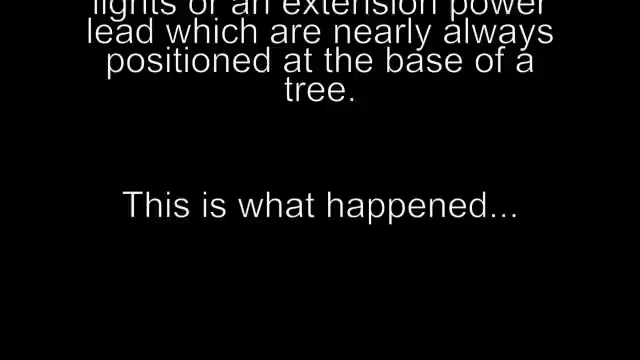 lights or an extension power
lead which are nearly always
positioned at the base of a
tree.
This is what happened...